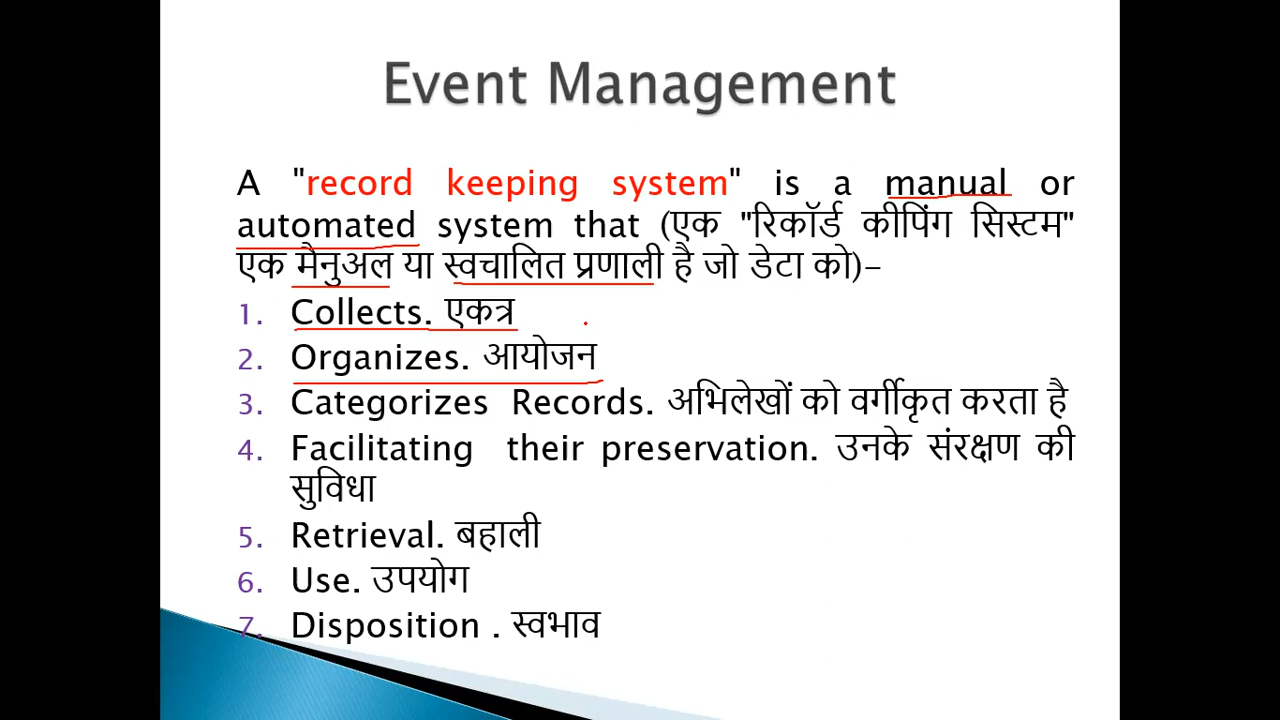 Event Management
A "record keeping system" is a manual or
automated system that (एक "रिकॉर्ड कीपिंग सिस्टम"
एक मैनुअल या स्वचालित प्रणाली है जो डेटा को)-
1. Collects. एकत्र
2. Organizes. आयोजन
3. Categorizes Records. अभिलेखों को वर्गीकृत करता है
4. Facilitating their preservation. उनके संरक्षण की
सुविधा
5. Retrieval. बहाली
6. Use. उपयोग
7. Disposition . स्वभाव